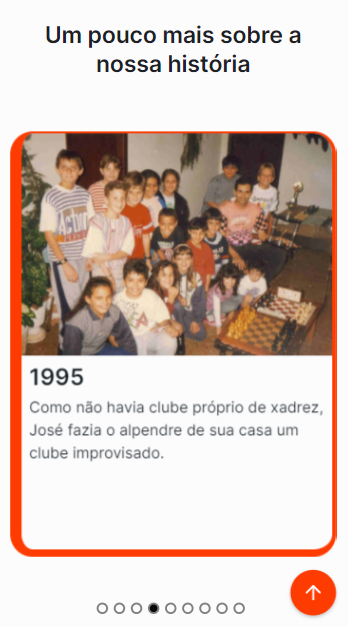 Um pouco mais sobre a
nossa história
1995
Como não havia clube próprio de xadrez,
José fazia o alpendre de sua casa um
clube improvisado.